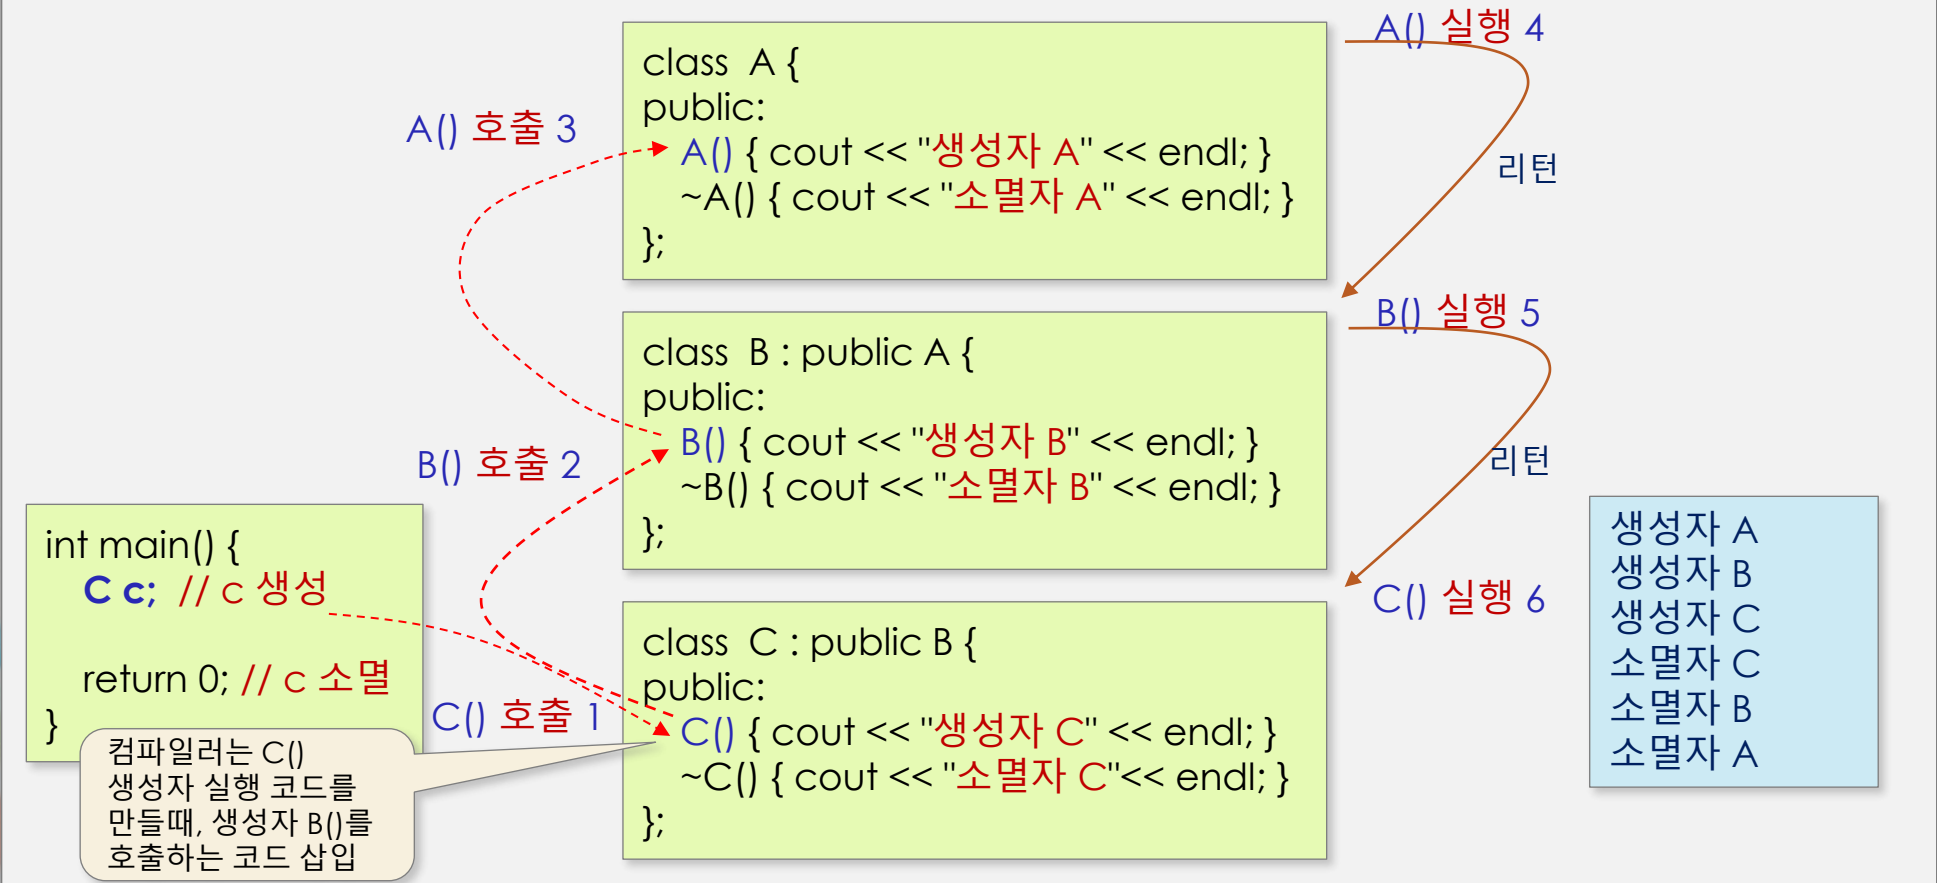 A() 실행 4
class A {
public:
A() { cout << "생성자 A" << endl; }
~A() { cout << "소멸자 A" << endl; }
};
A() 호출 3
리턴
B() 실행 5
class B : public A {
public:
B() { cout << "생성자 B" << endl; }
~B() { cout << "소멸자 B" << endl; }
};
B() 호출 2
리턴
C() 실행 6
class C : public B {
public:
C() { cout << "생성자 C" << endl; }
~C() { cout << "소멸자 C"<< endl; }
};
C() 호출 1
int main() {
C c; // c 생성
return 0; // c 소멸
}
컴파일러는 C()
생성자 실행 코드를
만들때, 생성자 B()를
호출하는 코드 삽입
생성자 A
생성자 B
생성자 C
소멸자 C
소멸자 B
소멸자 A